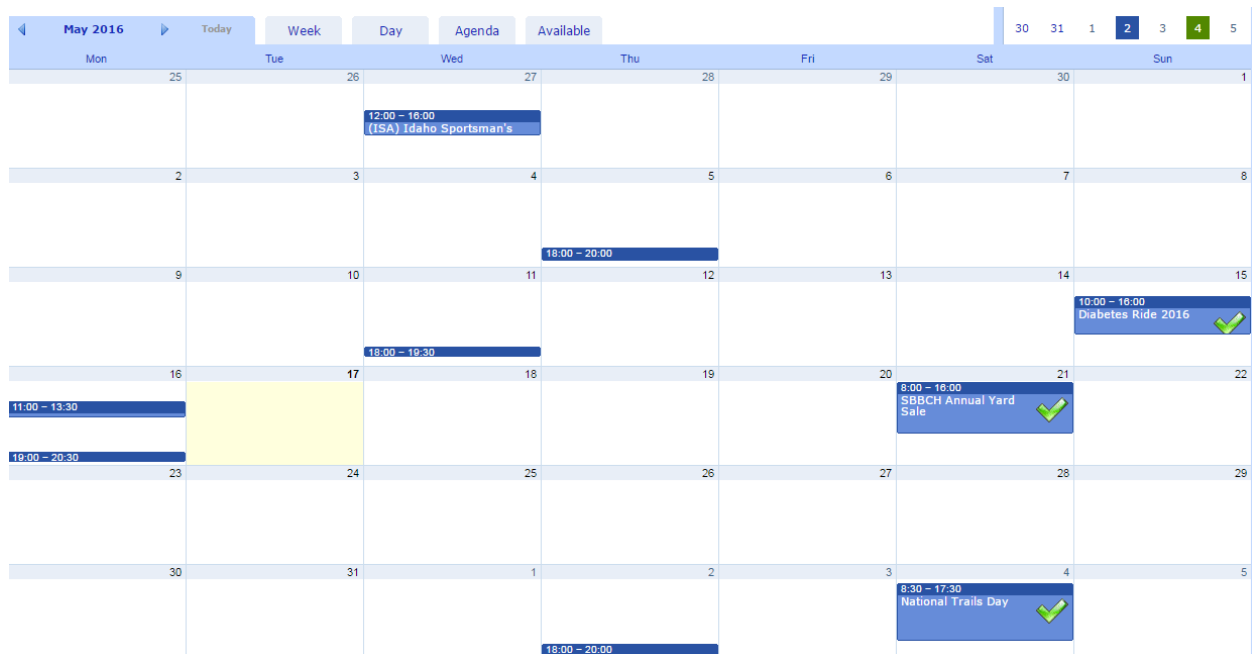 May 2016 Today Week Day Agenda Available 30 31 1 2 3 4 5
Mon Tue Wed Thu Fri Sat Sun
25 26 27 28 29 30 1
12:00 – 16:00
(ISA) Idaho Sportsman's
2 3 4 5 6 7 8
18:00 – 20:00
9 10 11 12 13 14 15
10:00 – 16:00
Diabetes Ride 2016
18:00 – 19:30
16 17 18 19 20 21 22
8:00 – 16:00
SBBCH Annual Yard
Sale
11:00 – 13:30
19:00 – 20:30
23 24 25 26 27 28 29
30 31 1 2 3 4 5
8:30 – 17:30
National Trails Day
18:00 – 20:00